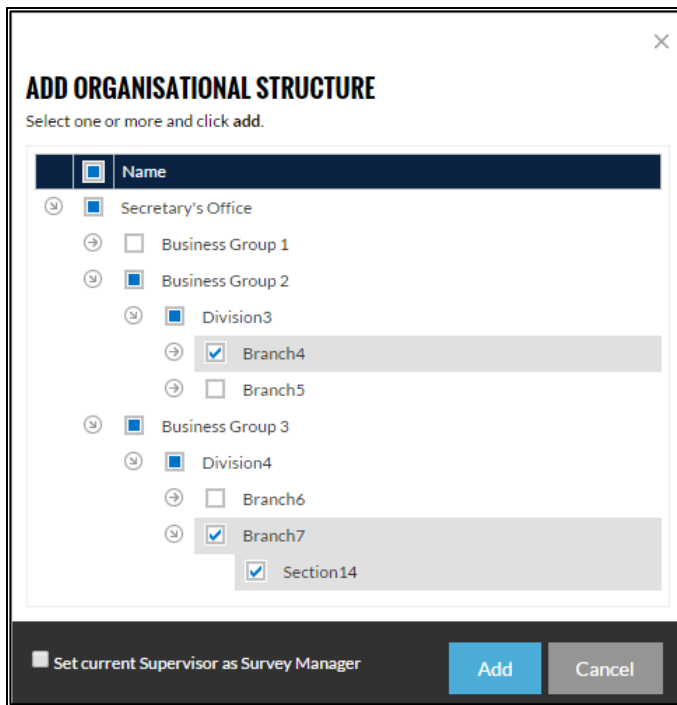 ADD ORGANISATIONAL STRUCTURE
Select one or more and click add.
Name
Secretary's Office
Business Group 1
Business Group 2
Division3
Branch4
Branch5
Business Group 3
Division4
Branch6
Branch7
Section14
Set current Supervisor as Survey Manager Add Cancel